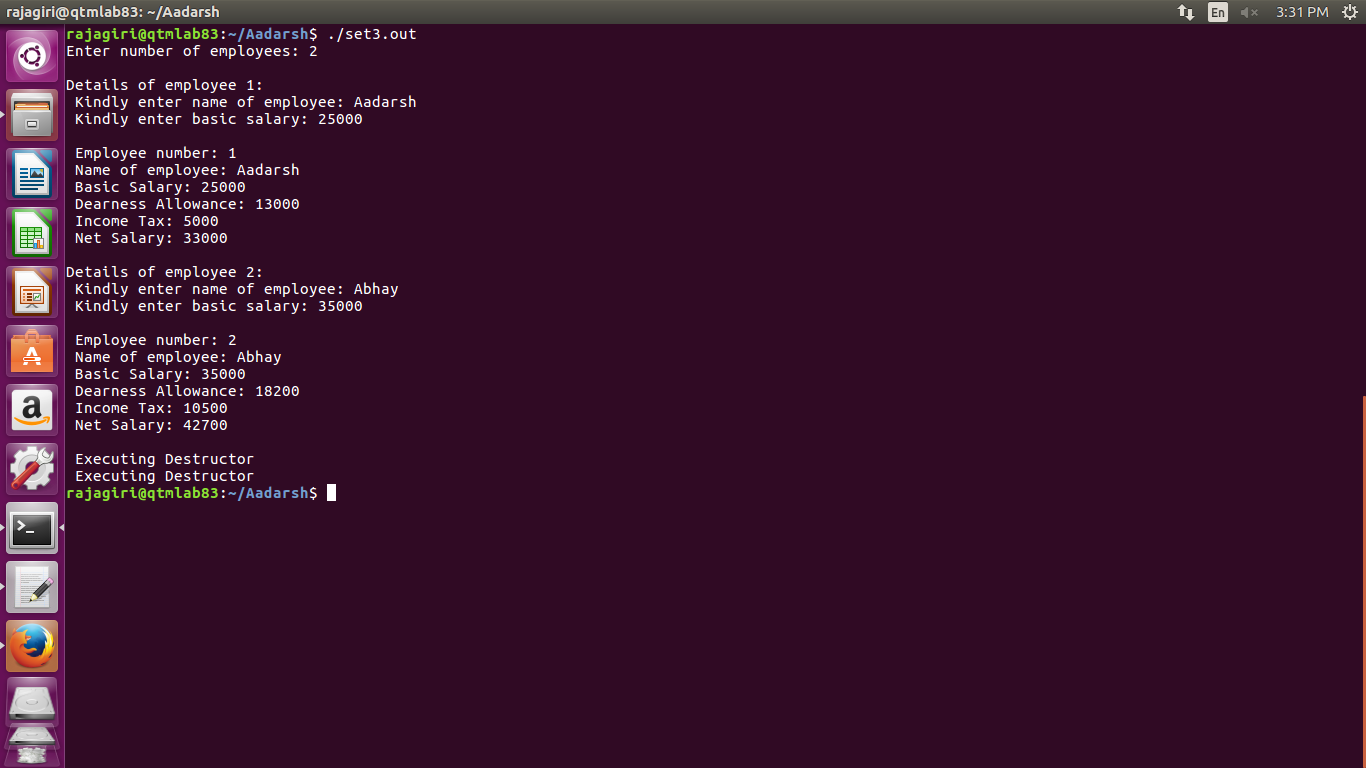 rajagiri@qtmlab83: ~/Aadarsh
En
3:31 PM
rajagiri@qtmlab83:~/Aadarsh$ ./set3.out
Enter number of employees: 2
Details of employee 1:
Kindly enter name of employee: Aadarsh
Kindly enter basic salary: 25000
Employee number: 1
Name of employee: Aadarsh
Basic Salary: 25000
Dearness Allowance: 13000
Income Tax: 5000
Net Salary: 33000
Details of employee 2:
Kindly enter name of employee: Abhay
Kindly enter basic salary: 35000
Employee number: 2
Name of employee: Abhay
Basic Salary: 35000
Dearness Allowance: 18200
Income Tax: 10500
Net Salary: 42700
Executing Destructor
Executing Destructor
rajagiri@qtmlab83:~/Aadarsh$